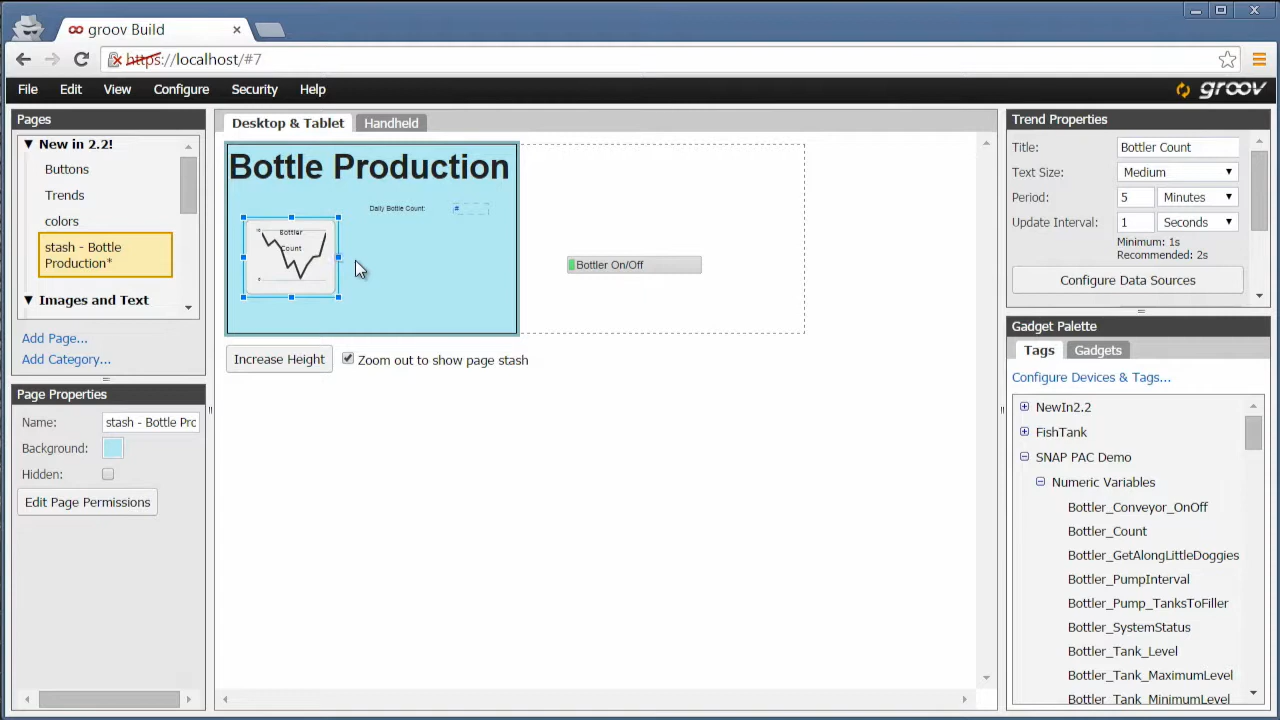 groov Build
https://localhost/#7
File Edit View Configure Security Help
groov
Pages
New in 2.2!
Buttons
Trends
colors
stash - Bottle
Production*
Images and Text
Add Page...
Add Category...
Page Properties
Name: stash - Bottle Pro
Background:
Hidden:
Edit Page Permissions
Desktop & Tablet
Handheld
Bottle Production
Daily Bottle Count: #
Bottler
Count
Bottler On/Off
Increase Height
Zoom out to show page stash
Trend Properties
Title: Bottler Count
Text Size: Medium
Period: 5 Minutes
Update Interval: 1 Seconds
Minimum: 1s
Recommended: 2s
Configure Data Sources
Gadget Palette
Tags Gadgets
Configure Devices & Tags...
NewIn2.2
FishTank
SNAP PAC Demo
Numeric Variables
Bottler_Conveyor_OnOff
Bottler_Count
Bottler_GetAlongLittleDoggies
Bottler_PumpInterval
Bottler_Pump_TanksToFiller
Bottler_SystemStatus
Bottler_Tank_Level
Bottler_Tank_MaximumLevel
Bottler_Tank_MinimumLevel